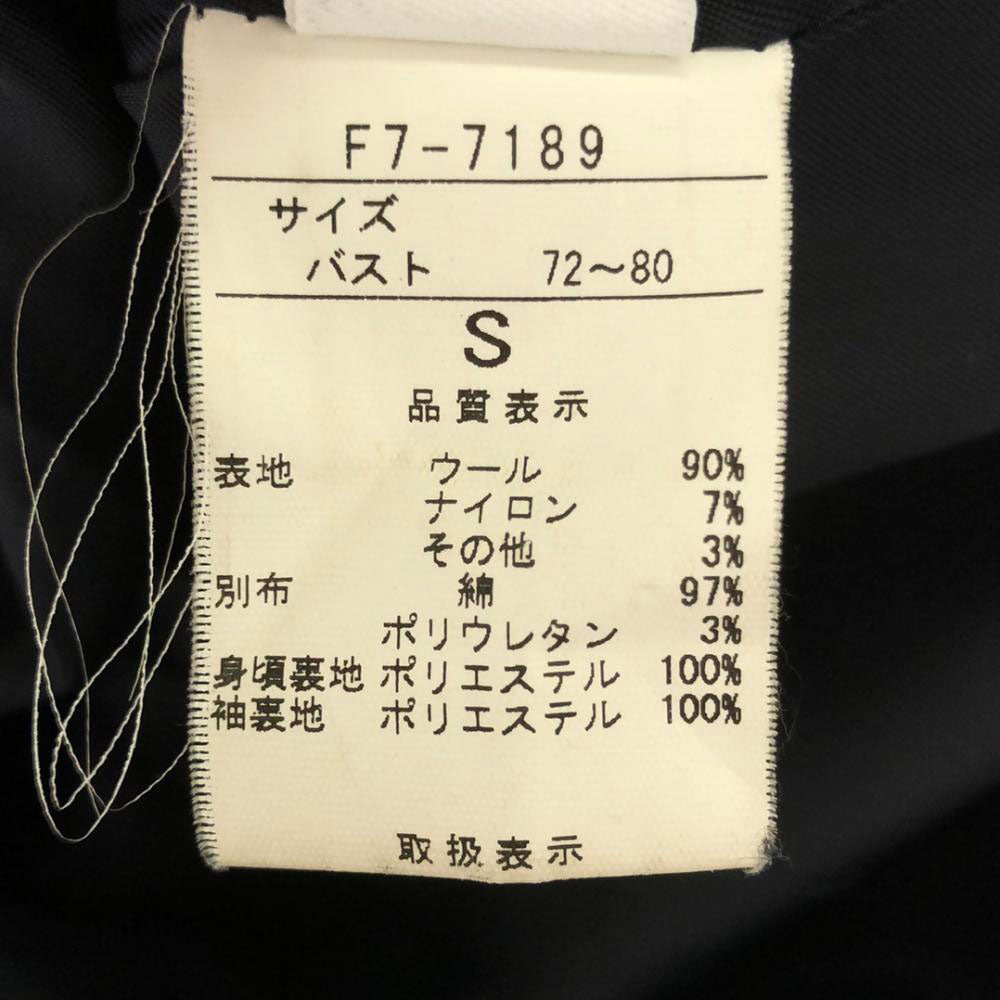 F7-7189
サイズ
バスト 72～80
S
品質表示
表地 ウール 90%
ナイロン 7%
その他 3%
別布 綿 97%
ポリウレタン 3%
身頃裏地 ポリエステル 100%
袖裏地 ポリエステル 100%
取扱表示